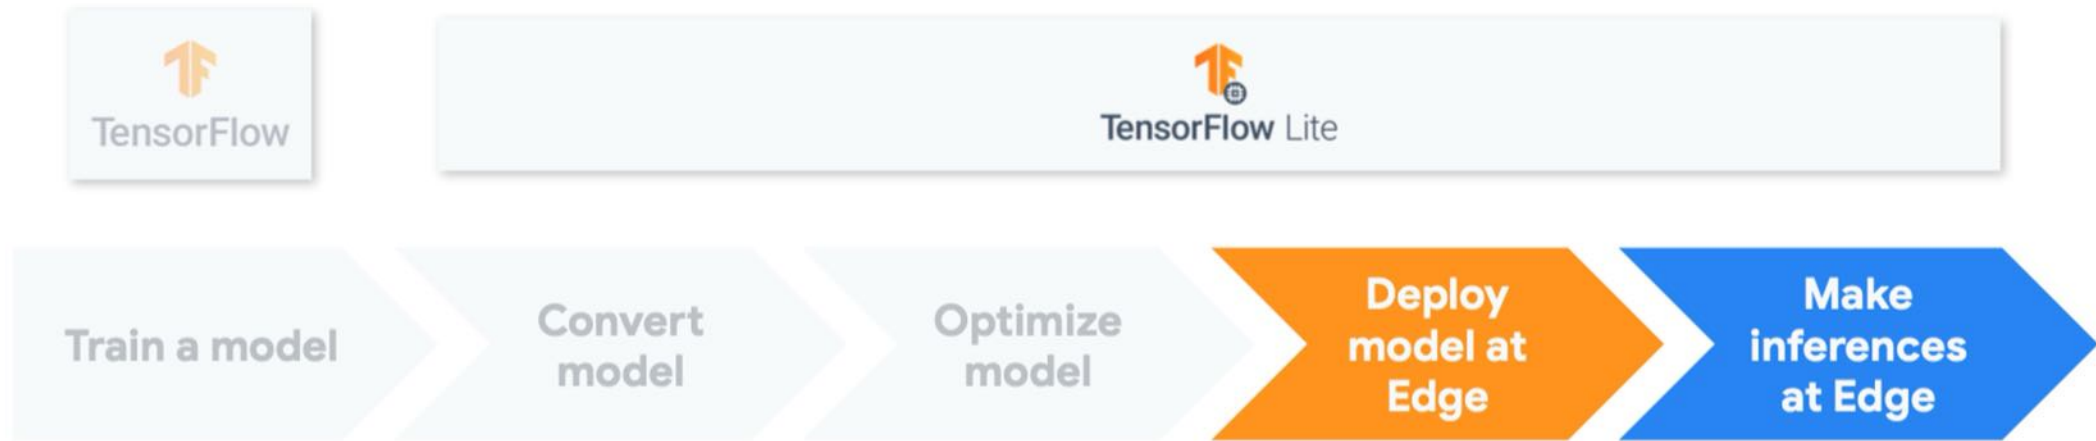 TensorFlow
TensorFlow Lite
Train a model
Convert
model
Optimize
model
Deploy
model at
Edge
Make
inferences
at Edge